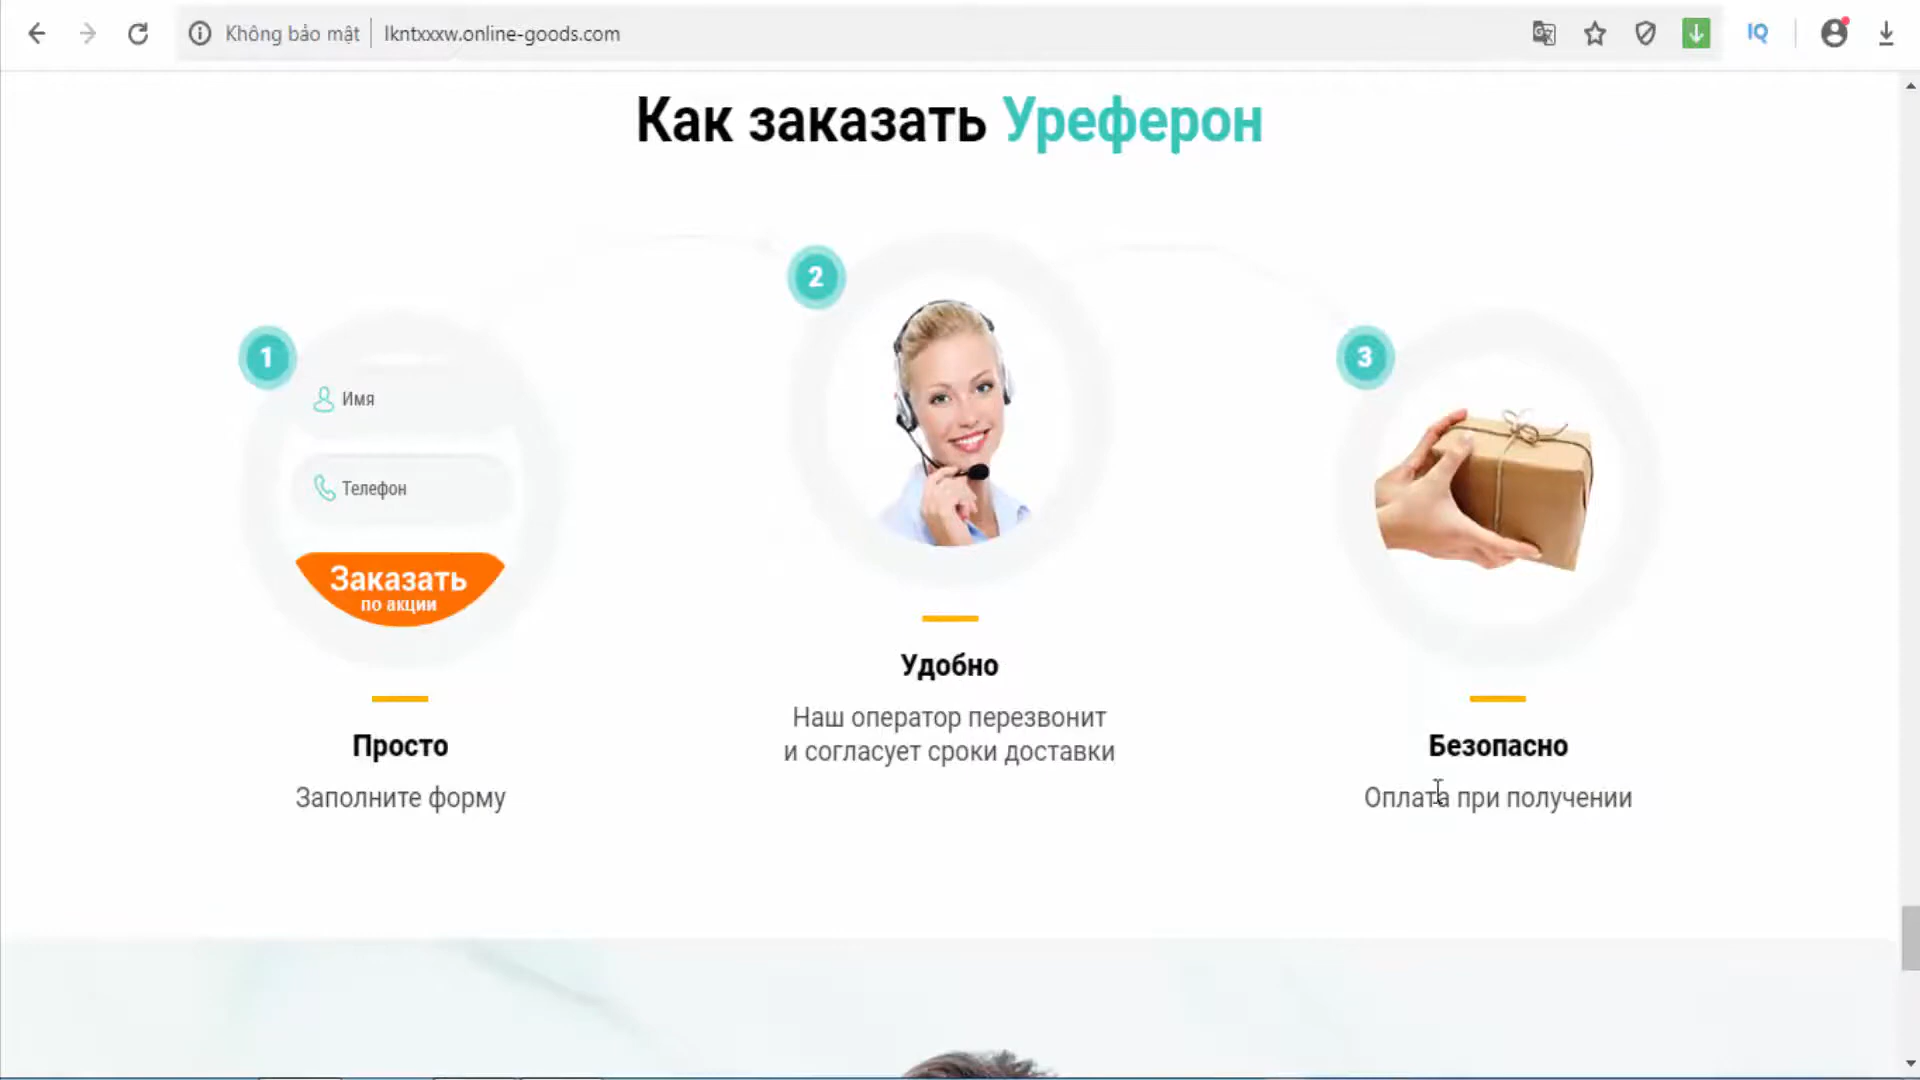 Không bảo mật
lkntxxxw.online-goods.com
IQ
Как заказать Уреферон
1
Имя
Телефон
Заказать
по акции
Просто
Заполните форму
2
Удобно
Наш оператор перезвонит
и согласует сроки доставки
3
Безопасно
Оплата при получении